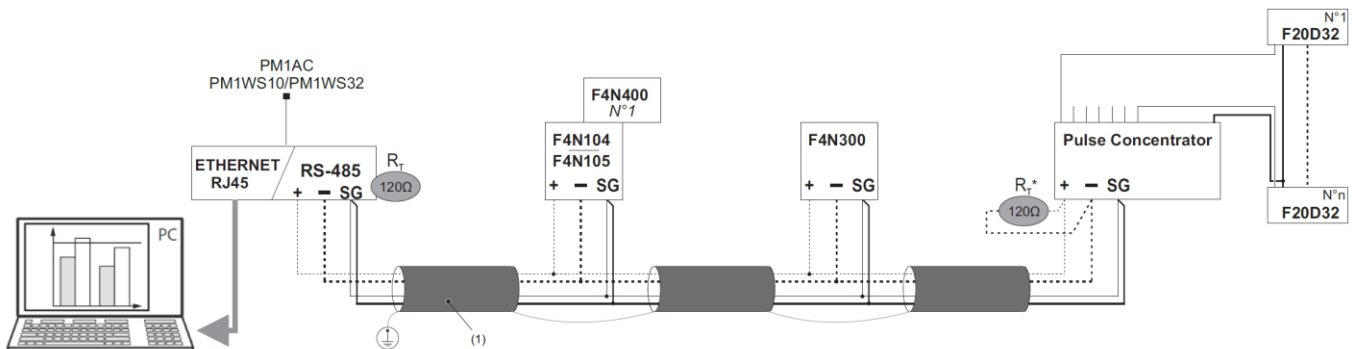 PM1AC
PM1WS10/PM1WS32
ETHERNET
RJ45
RS-485
+ − SG
RT
120Ω
F4N400
N°1
F4N104
F4N105
+ − SG
F4N300
+ − SG
Pulse Concentrator
+ − SG
RT*
120Ω
N°1
F20D32
N°n
F20D32
PC
(1)